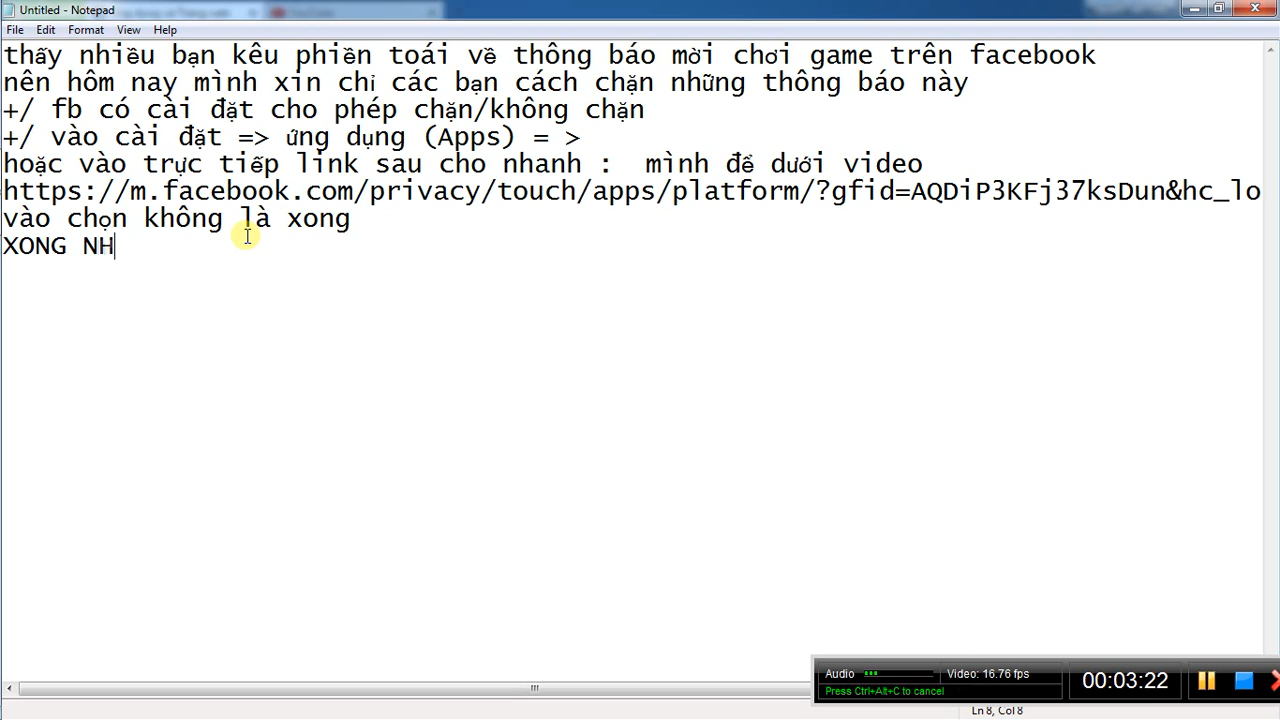 Untitled - Notepad
File Edit Format View Help
thấy nhiều bạn kêu phiền toái về thông báo mời chơi game trên facebook
nên hôm nay mình xin chỉ các bạn cách chặn những thông báo này
+/ fb có cài đặt cho phép chặn/không chặn
+/ vào cài đặt => ứng dụng (Apps) = >
hoặc vào trực tiếp link sau cho nhanh :  mình để dưới video
https://m.facebook.com/privacy/touch/apps/platform/?gfid=AQDiP3KFj37ksDun&hc_lo
vào chọn không là xong
XONG NH
Audio Video: 16.76 fps
Press Ctrl+Alt+C to cancel
00:03:22
Ln 8, Col 8